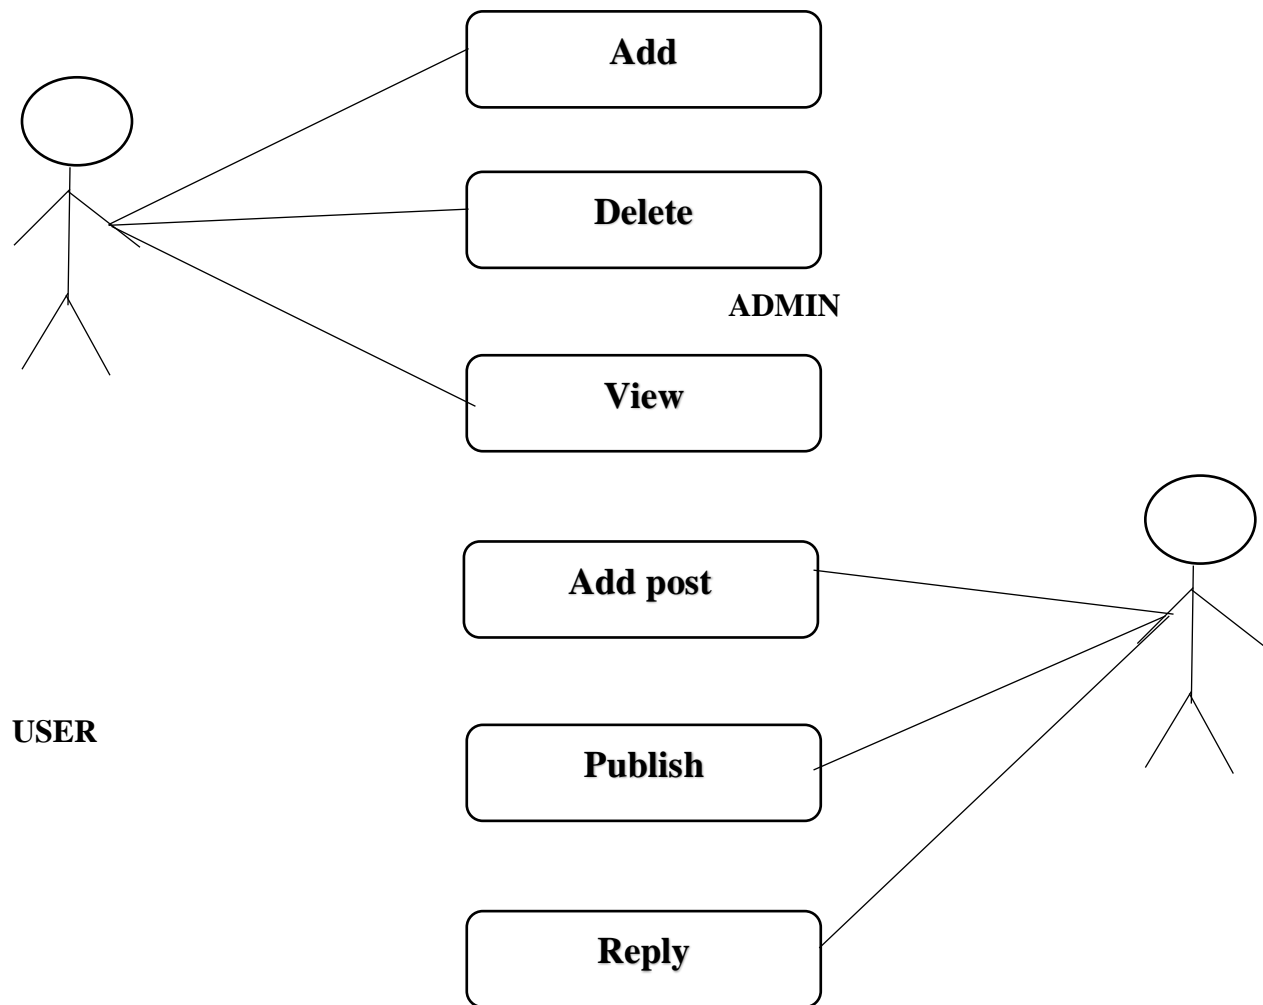 Add
Delete
ADMIN
View
Add post
USER
Publish
Reply